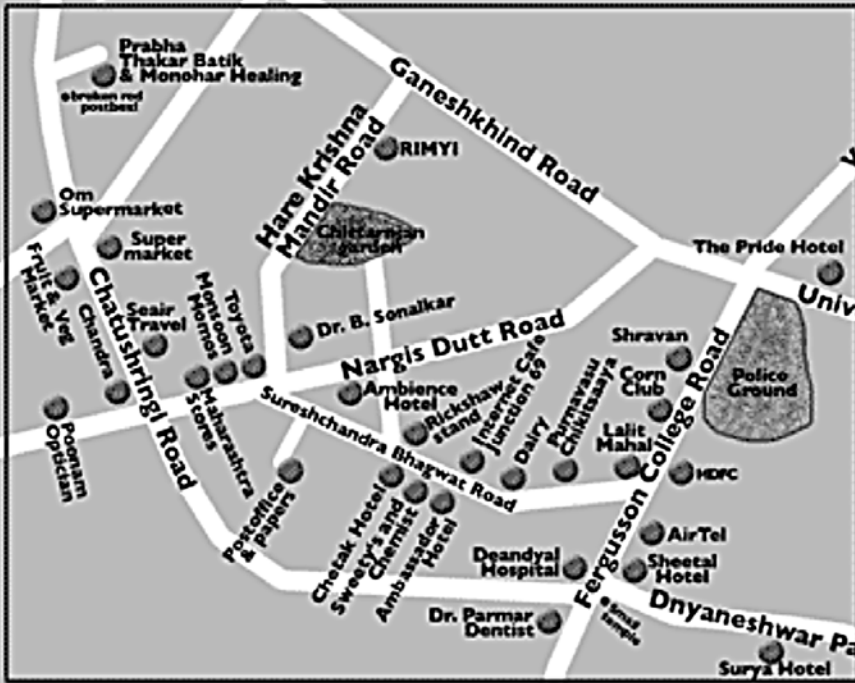 Prabha
Thakar Batik
& Monohar Healing
broken red
postbox!
Ganeshkhind Road
Hare Krishna
Mandir Road
RIMYI
Om
Supermarket
Super
market
Chittaranjan
garden
The Pride Hotel
Univ
Fruit & Veg
Market
Chatushringi Road
Chandra
Seair
Travel
Monsoon
Momos
Toyota
Dr. B. Sonalkar
Nargis Dutt Road
Shravan
Corn
Club
Police
Ground
Fergusson College Road
Maharashtra
Stores
Ambience
Hotel
Sureshchandra Bhagwat Road
Rickshaw
stand
Internet Cafe
Junction 69
Dairy
Purnavasu
Chikitsaaya
Lalit
Mahal
HDFC
Poonam
Optician
Postoffice
& papers
Chetak Hotel
Sweety's and
Chemist
Ambassador
Hotel
AirTel
Deandyal
Hospital
Sheetal
Hotel
Dr. Parmar
Dentist
Small
temple
Dnyaneshwar Pa
Surya Hotel